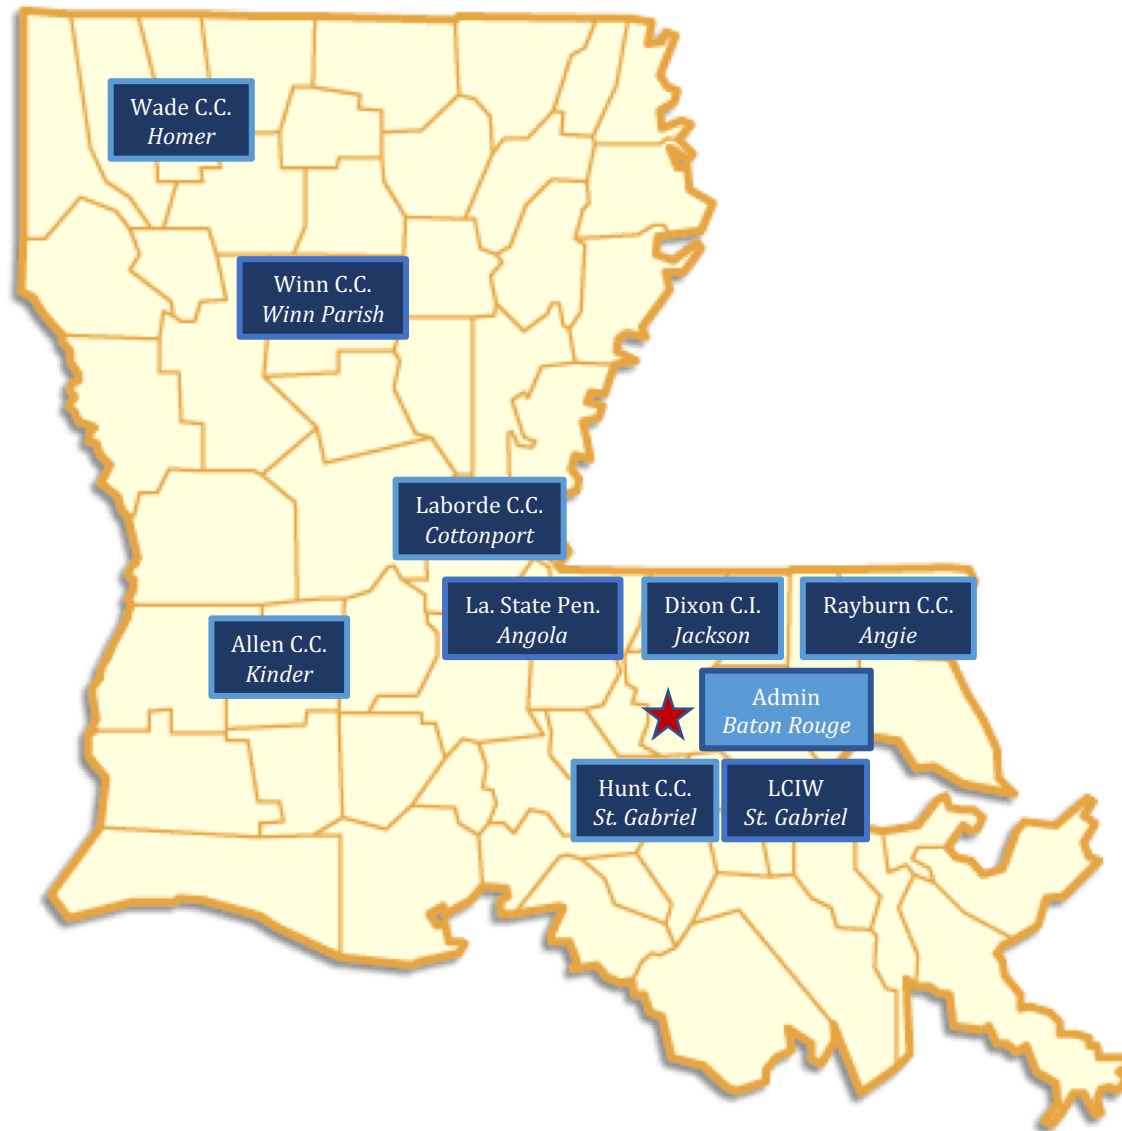 Wade C.C.
Homer
Winn C.C.
Winn Parish
Laborde C.C.
Cottonport
La. State Pen.
Angola
Dixon C.I.
Jackson
Rayburn C.C.
Angie
Allen C.C.
Kinder
Admin
Baton Rouge
Hunt C.C.
St. Gabriel
LCIW
St. Gabriel